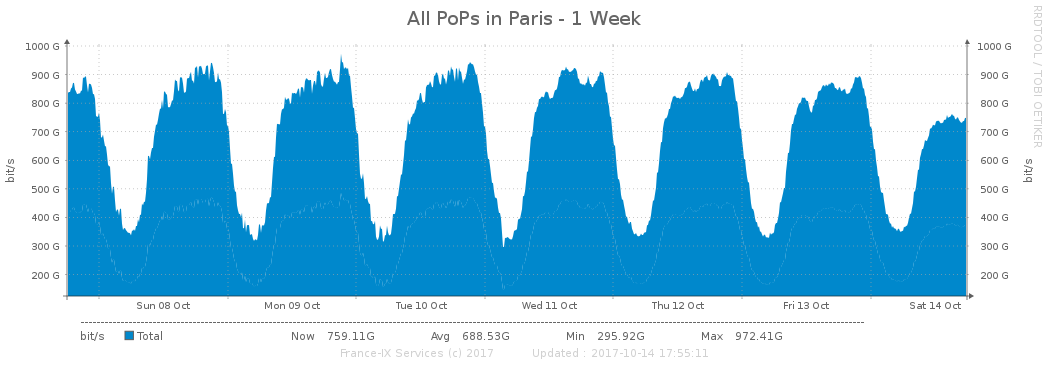 All PoPs in Paris - 1 Week
RRDTOOL / TOBI OETIKER
1000 G 1000 G
900 G 900 G
800 G 800 G
700 G 700 G
600 G 600 G
500 G 500 G
400 G 400 G
300 G 300 G
200 G 200 G
bit/s
bit/s
Sun 08 Oct Mon 09 Oct Tue 10 Oct Wed 11 Oct Thu 12 Oct Fri 13 Oct Sat 14 Oct
bit/s Total Now 759.11G Avg 688.53G Min 295.92G Max 972.41G
France-IX Services (c) 2017 Updated : 2017-10-14 17:55:11